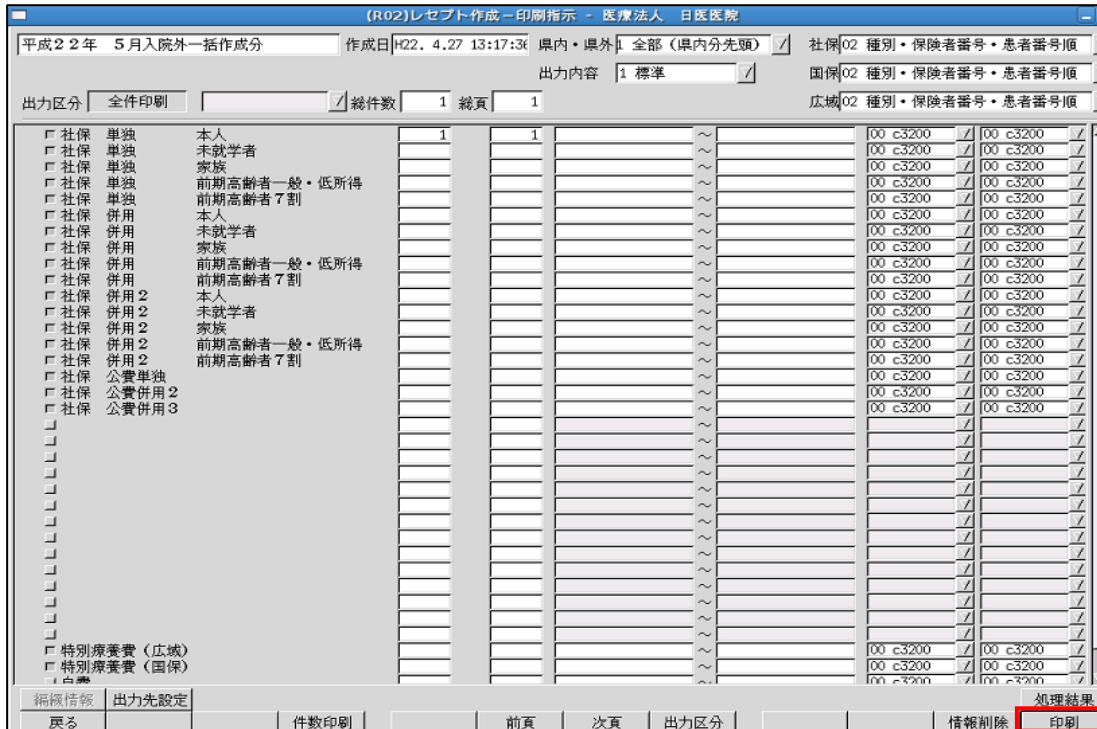 (R02)レセプト作成－印刷指示 - 医療法人 日医医院
平成２２年 ５月入院外一括作成分 作成日 H22. 4.27 13:17:36 県内・県外 1 全部（県内分先頭） 社保 02 種別・保険者番号・患者番号順
出力内容 1 標準 国保 02 種別・保険者番号・患者番号順
出力区分 全件印刷 総件数 1 総頁 1 広域 02 種別・保険者番号・患者番号順
社保 単独 本人 1 1 ～ 00 c3200 00 c3200
社保 単独 未就学者 ～ 00 c3200 00 c3200
社保 単独 家族 ～ 00 c3200 00 c3200
社保 単独 前期高齢者一般・低所得 ～ 00 c3200 00 c3200
社保 単独 前期高齢者７割 ～ 00 c3200 00 c3200
社保 併用 本人 ～ 00 c3200 00 c3200
社保 併用 未就学者 ～ 00 c3200 00 c3200
社保 併用 家族 ～ 00 c3200 00 c3200
社保 併用 前期高齢者一般・低所得 ～ 00 c3200 00 c3200
社保 併用 前期高齢者７割 ～ 00 c3200 00 c3200
社保 併用２ 本人 ～ 00 c3200 00 c3200
社保 併用２ 未就学者 ～ 00 c3200 00 c3200
社保 併用２ 家族 ～ 00 c3200 00 c3200
社保 併用２ 前期高齢者一般・低所得 ～ 00 c3200 00 c3200
社保 併用２ 前期高齢者７割 ～ 00 c3200 00 c3200
社保 公費単独 ～ 00 c3200 00 c3200
社保 公費併用２ ～ 00 c3200 00 c3200
社保 公費併用３ ～ 00 c3200 00 c3200
～
～
～
～
～
～
～
～
～
～
～
～
～
～
特別療養費（広域） ～ 00 c3200 00 c3200
特別療養費（国保） ～ 00 c3200 00 c3200
自費 ～ 00 c3200 00 c3200
編綴情報 出力先設定 処理結果
戻る 件数印刷 前頁 次頁 出力区分 情報削除 印刷